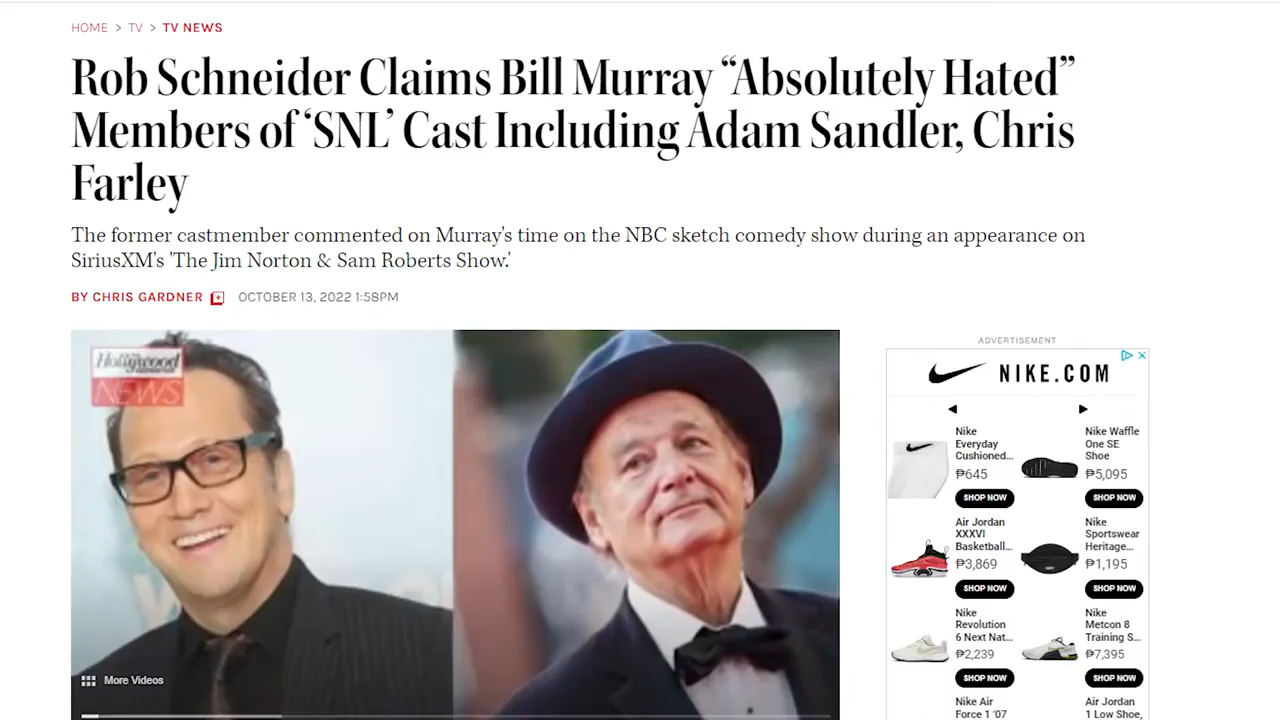 HOME > TV > TV NEWS
Rob Schneider Claims Bill Murray “Absolutely Hated”
Members of ‘SNL’ Cast Including Adam Sandler, Chris
Farley
The former castmember commented on Murray's time on the NBC sketch comedy show during an appearance on
SiriusXM's 'The Jim Norton & Sam Roberts Show.'
BY CHRIS GARDNER OCTOBER 13, 2022 1:58PM
Hollywood
NEWS
More Videos
ADVERTISEMENT
NIKE.COM
Nike
Everyday
Cushioned...
₱645
SHOP NOW
Nike Waffle
One SE
Shoe
₱5,095
SHOP NOW
Air Jordan
XXXVI
Basketball...
₱3,869
SHOP NOW
Nike
Sportswear
Heritage...
₱1,195
SHOP NOW
Nike
Revolution
6 Next Nat...
₱2,239
SHOP NOW
Nike
Metcon 8
Training S...
₱7,395
SHOP NOW
Nike Air
Force 1 '07
Air Jordan
1 Low Shoe,